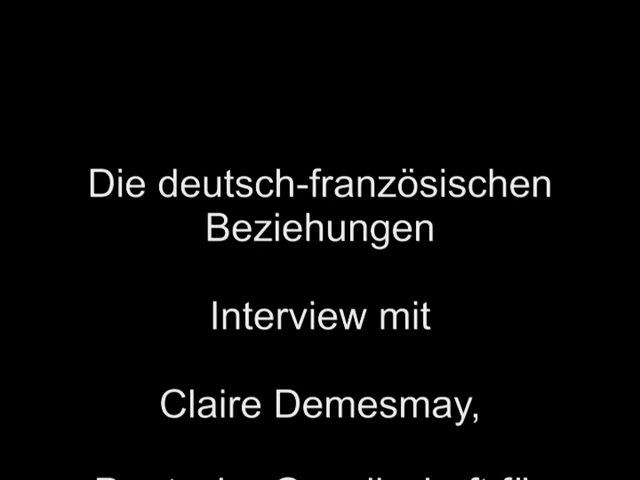 Die deutsch-französischen
Beziehungen
Interview mit
Claire Demesmay,